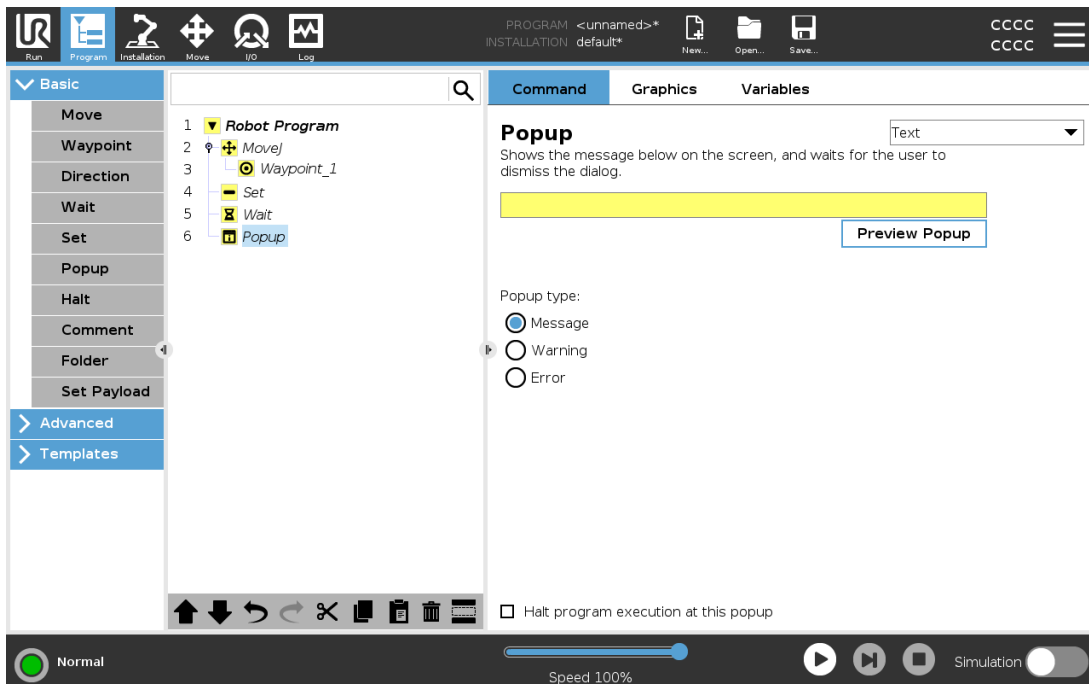 PROGRAM <unnamed>*
INSTALLATION default*
CCCC
CCCC
Run Program Installation Move I/O Log New... Open... Save...
Basic
Move
Waypoint
Direction
Wait
Set
Popup
Halt
Comment
Folder
Set Payload
Advanced
Templates
1 Robot Program
2 MoveJ
3 Waypoint_1
4 Set
5 Wait
6 Popup
Command Graphics Variables
Popup
Text
Shows the message below on the screen, and waits for the user to
dismiss the dialog.
Preview Popup
Popup type:
Message
Warning
Error
Halt program execution at this popup
Normal
Speed 100%
Simulation